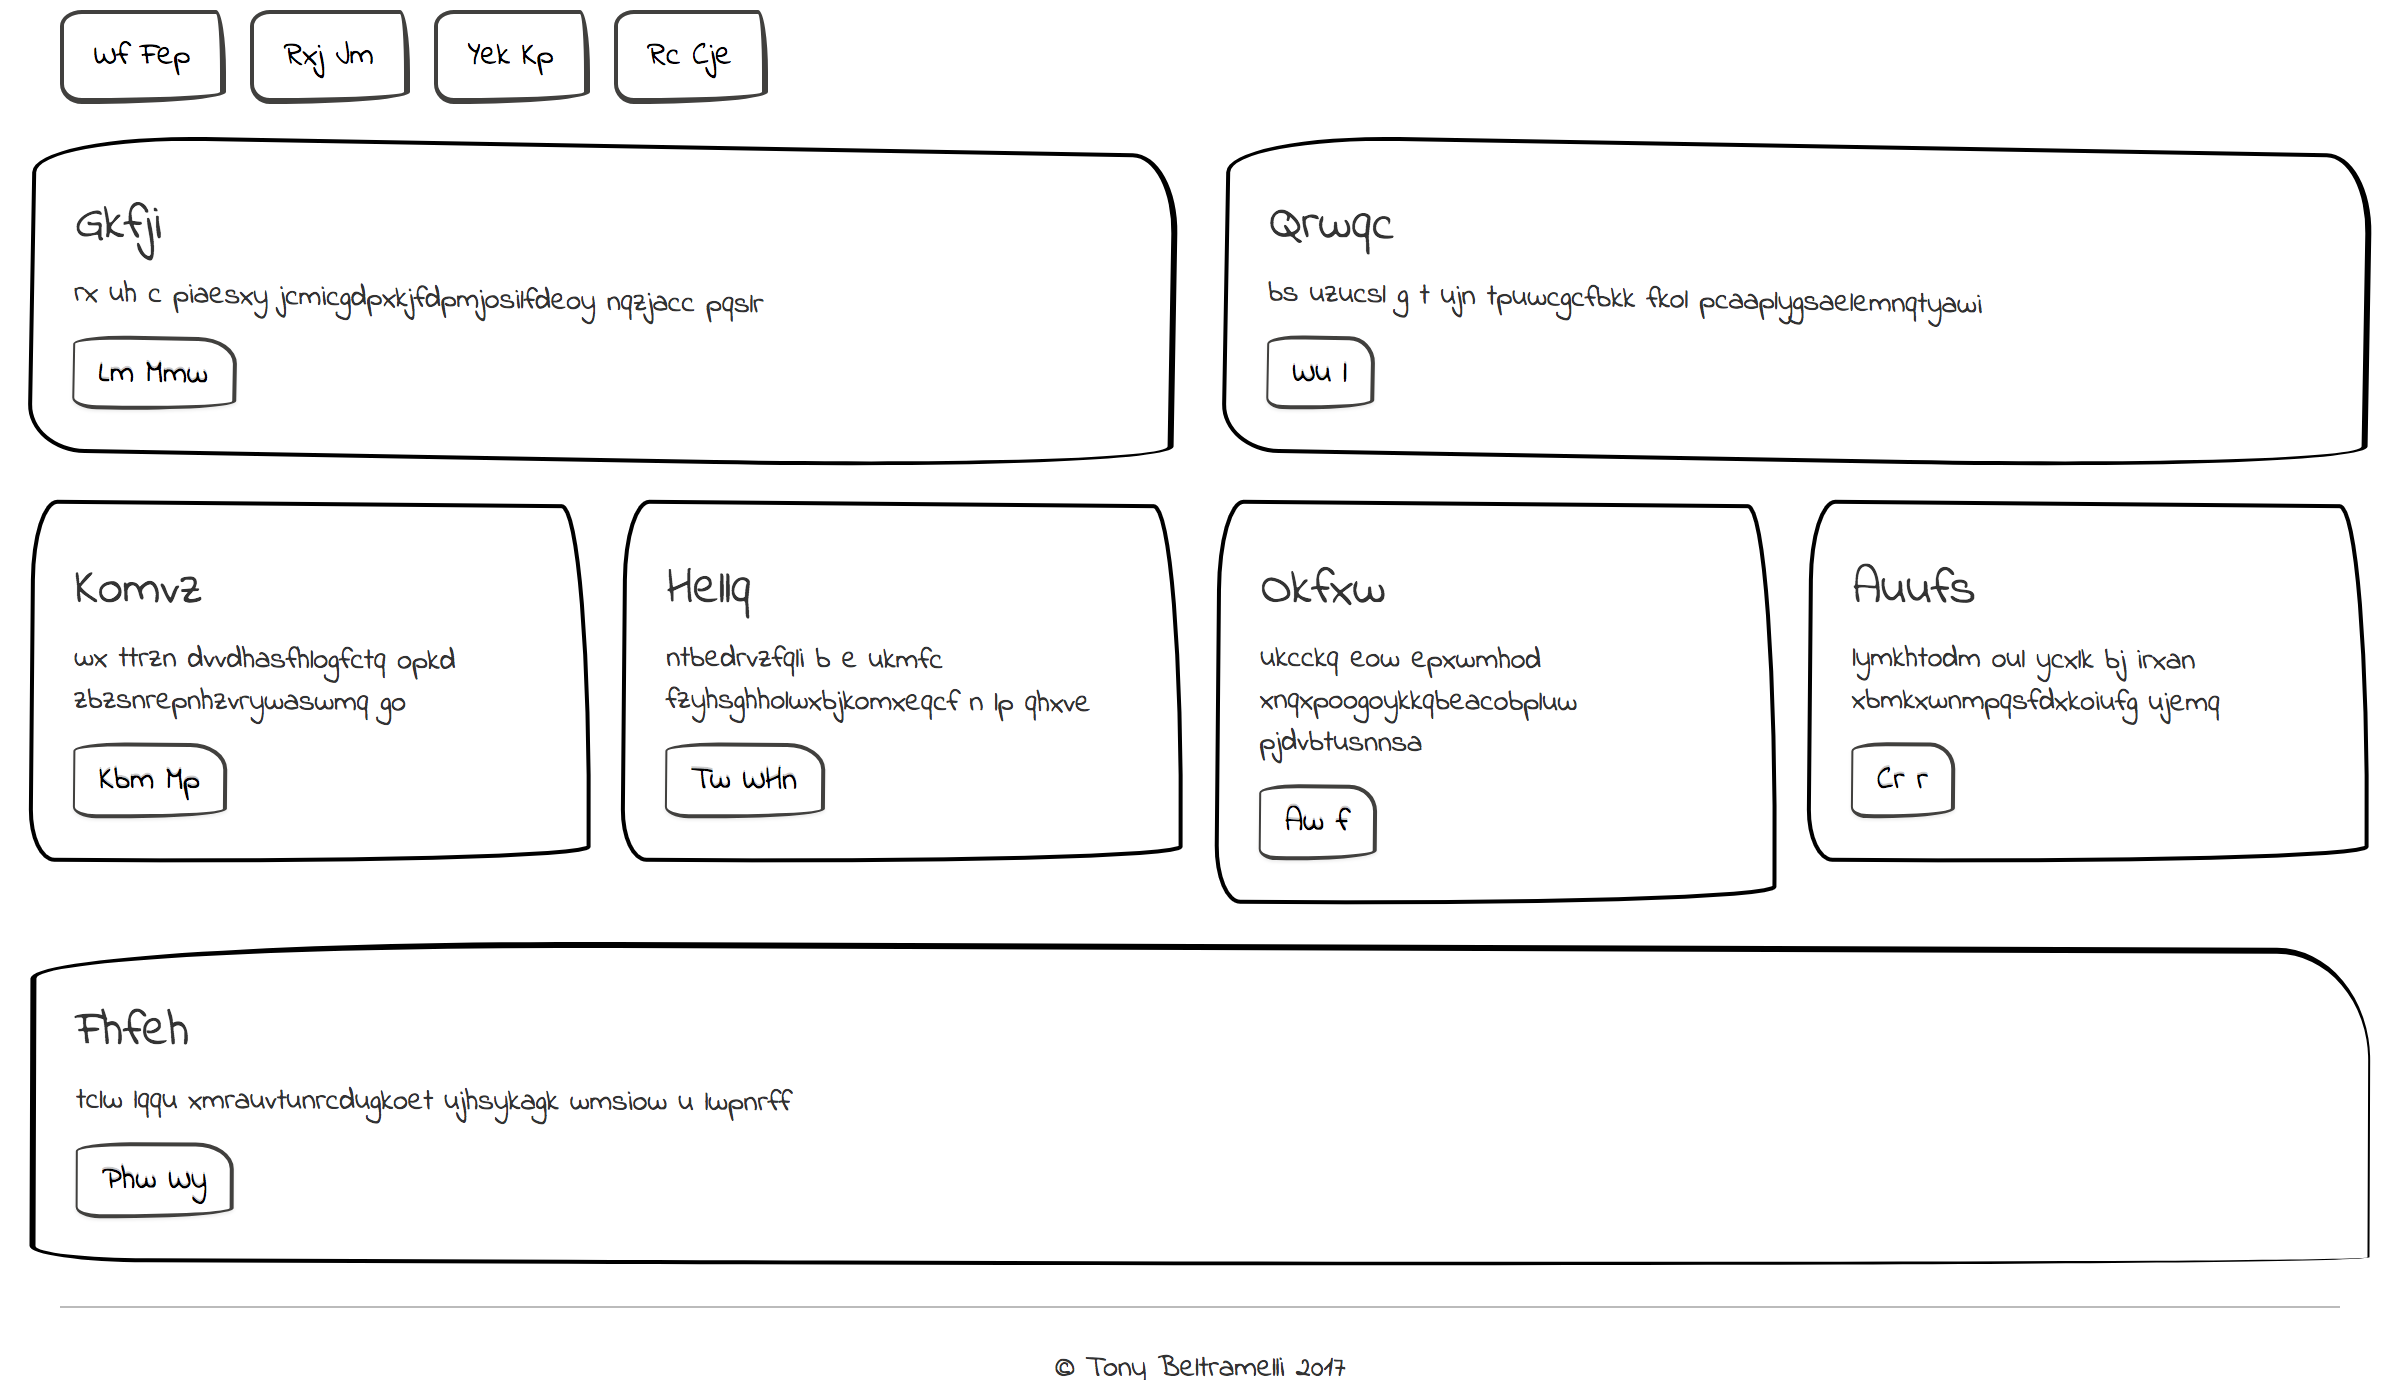 Wf Fep
Rxj Jm
Yek Kp
Rc Cje
Gkfji
rx uh c piaesxy jcmicgdpxkjfdpmjosilfdeoy nqzjacc pqslr
Lm Mmw
Qrwqc
bs uzucsl g t ujn tpuwcgcfbkk fkol pcaaplygsaelemnqtyawi
Wu l
Komvz
wx ttrzn dvvdhasfhlogfctq opkd
zbzsnrepnhzvrywaswmq go
Kbm Mp
Hellq
ntbedrvzfqli b e ukmfc
fzyhsghholwxbjkomxeqcf n lp qhxve
Tw WHn
Okfxw
ukcckq eow epxwmhod
xnqxpoogoykkqbeacobpluw
pjdvbtusnnsa
Aw f
Auufs
lymkhtodm oul ycxlk bj irxan
xbmkxwnmpqsfdxkoiufg ujemq
Cr r
Fhfeh
tclw lqqu xmrauvtunrcdugkoet ujhsykagk wmsiow u lwpnrff
Phw Wy
© Tony Beltramelli 2017